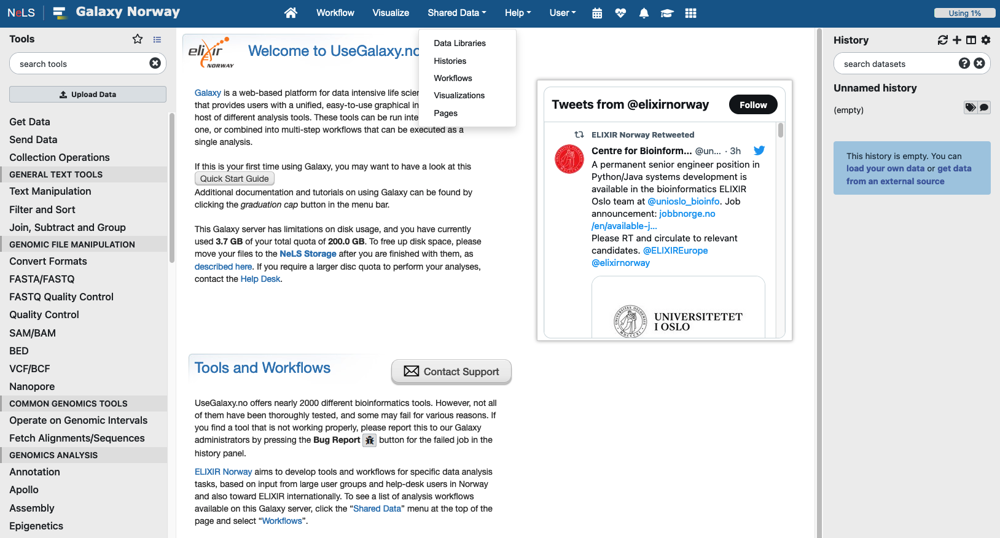 NeLS
Galaxy Norway
Workflow
Visualize
Shared Data
Help
User
Using 1%
Tools
search tools
Upload Data
Get Data
Send Data
Collection Operations
GENERAL TEXT TOOLS
Text Manipulation
Filter and Sort
Join, Subtract and Group
GENOMIC FILE MANIPULATION
Convert Formats
FASTA/FASTQ
FASTQ Quality Control
Quality Control
SAM/BAM
BED
VCF/BCF
Nanopore
COMMON GENOMICS TOOLS
Operate on Genomic Intervals
Fetch Alignments/Sequences
GENOMICS ANALYSIS
Annotation
Apollo
Assembly
Epigenetics
elixir
NORWAY
Welcome to UseGalaxy.no
Data Libraries
Histories
Workflows
Visualizations
Pages
Galaxy is a web-based platform for data intensive life scien
that provides users with a unified, easy-to-use graphical in
host of different analysis tools. These tools can be run inte
one, or combined into multi-step workflows that can be executed as a
single analysis.
If this is your first time using Galaxy, you may want to have a look at this
Quick Start Guide
Additional documentation and tutorials on using Galaxy can be found by
clicking the graduation cap button in the menu bar.
This Galaxy server has limitations on disk usage, and you have currently
used 3.7 GB of your total quota of 200.0 GB. To free up disk space, please
move your files to the NeLS Storage after you are finished with them, as
described here. If you require a larger disc quota to perform your analyses,
contact the Help Desk.
Tools and Workflows
Contact Support
UseGalaxy.no offers nearly 2000 different bioinformatics tools. However, not all
of them have been thoroughly tested, and some may fail for various reasons. If
you find a tool that is not working properly, please report this to our Galaxy
administrators by pressing the Bug Report button for the failed job in the
history panel.
ELIXIR Norway aims to develop tools and workflows for specific data analysis
tasks, based on input from large user groups and help-desk users in Norway
and also toward ELIXIR internationally. To see a list of analysis workflows
available on this Galaxy server, click the “Shared Data” menu at the top of the
page and select “Workflows”.
Tweets from @elixirnorway
Follow
ELIXIR Norway Retweeted
Centre for Bioinform... @un... · 3h
A permanent senior engineer position in
Python/Java systems development is
available in the bioinformatics ELIXIR
Oslo team at @unioslo_bioinfo. Job
announcement: jobbnorge.no
/en/available-j...
Please RT and circulate to relevant
candidates. @ELIXIREurope
@elixirnorway
UNIVERSITETET
I OSLO
History
search datasets
Unnamed history
(empty)
This history is empty. You can
load your own data or get data
from an external source